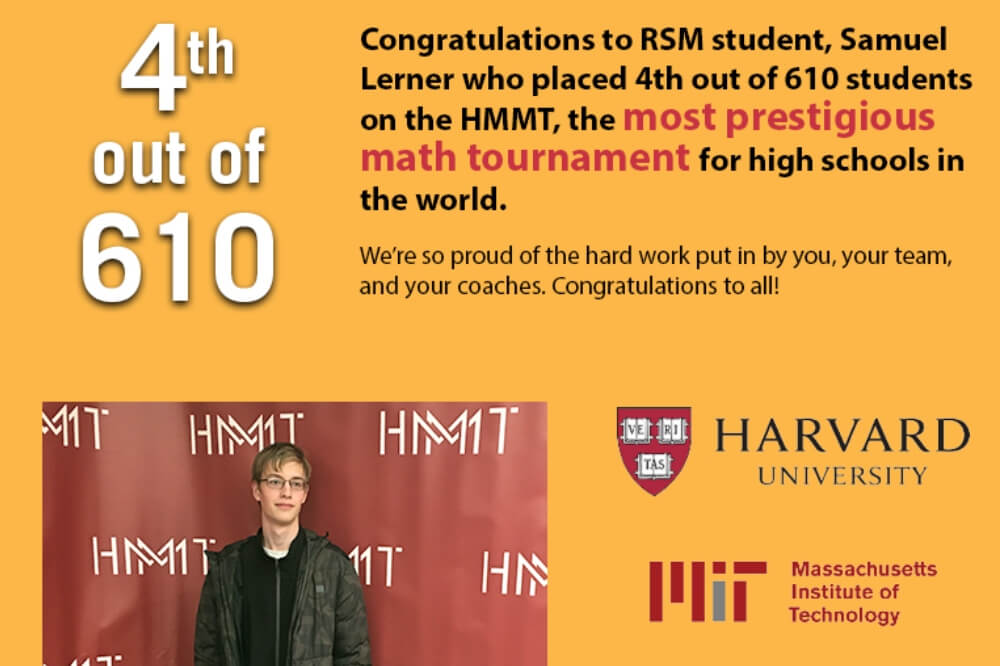 4th
out of
610
Congratulations to RSM student, Samuel
Lerner who placed 4th out of 610 students
on the HMMT, the most prestigious
math tournament for high schools in
the world.
We’re so proud of the hard work put in by you, your team,
and your coaches. Congratulations to all!
HMMT HMMT HMMT
HMMT HMMT HMMT
HMMT
VE RI
TAS
HARVARD
UNIVERSITY
MIT
Massachusetts
Institute of
Technology